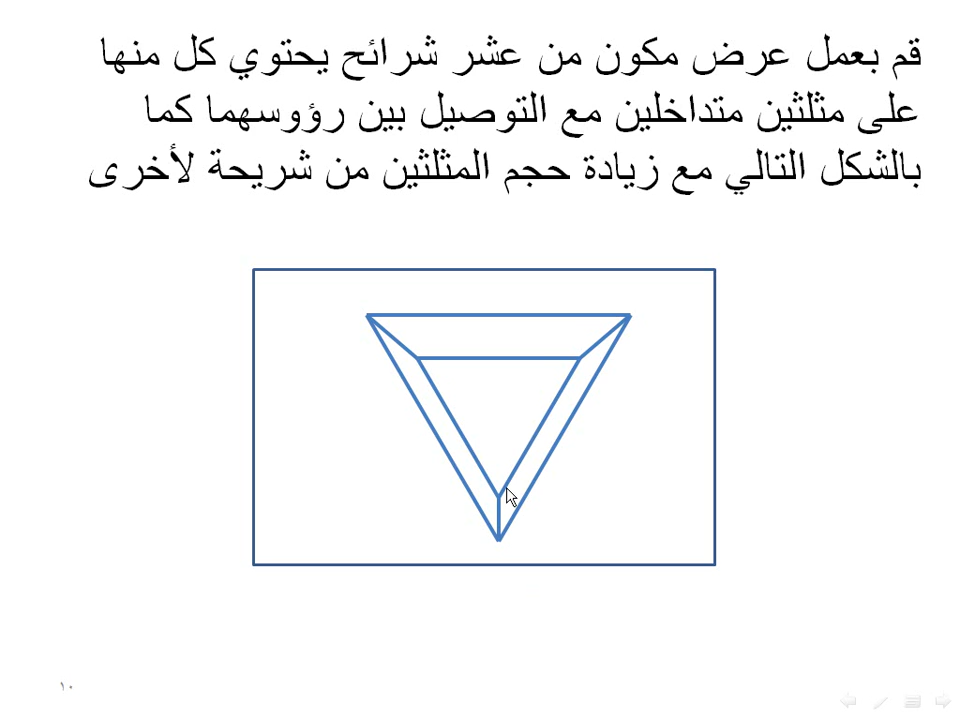 قم بعمل عرض مكون من عشر شرائح يحتوي كل منها
على مثلثين متداخلين مع التوصيل بين رؤوسهما كما
بالشكل التالي مع زيادة حجم المثلثين من شريحة لأخرى
١٠